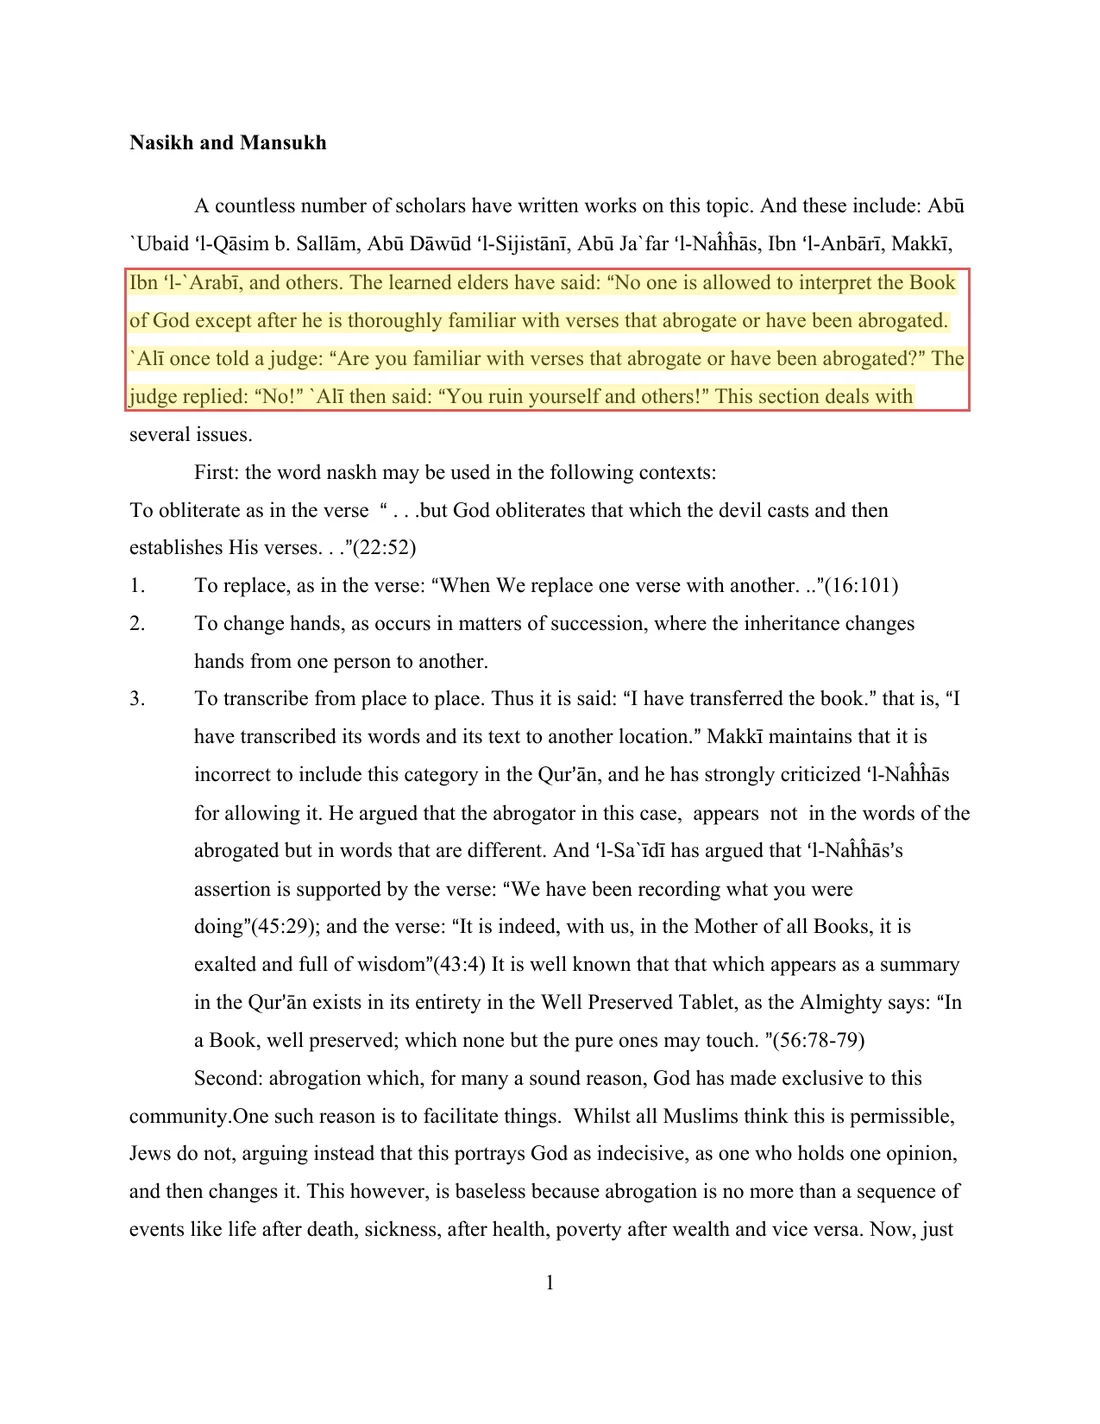 Nasikh and Mansukh
A countless number of scholars have written works on this topic. And these include: Abū
`Ubaid ‘l-Qāsim b. Sallām, Abū Dāwūd ‘l-Sijistānī, Abū Ja`far ‘l-Naĥĥās, Ibn ‘l-Anbārī, Makkī,
Ibn ‘l-`Arabī, and others. The learned elders have said: “No one is allowed to interpret the Book
of God except after he is thoroughly familiar with verses that abrogate or have been abrogated.
`Alī once told a judge: “Are you familiar with verses that abrogate or have been abrogated?” The
judge replied: “No!” `Alī then said: “You ruin yourself and others!” This section deals with
several issues.
First: the word naskh may be used in the following contexts:
To obliterate as in the verse “ . . .but God obliterates that which the devil casts and then
establishes His verses. . .”(22:52)
1. To replace, as in the verse: “When We replace one verse with another. ..”(16:101)
2. To change hands, as occurs in matters of succession, where the inheritance changes
hands from one person to another.
3. To transcribe from place to place. Thus it is said: “I have transferred the book.” that is, “I
have transcribed its words and its text to another location.” Makkī maintains that it is
incorrect to include this category in the Qur’ān, and he has strongly criticized ‘l-Naĥĥās
for allowing it. He argued that the abrogator in this case, appears not in the words of the
abrogated but in words that are different. And ‘l-Sa`īdī has argued that ‘l-Naĥĥās’s
assertion is supported by the verse: “We have been recording what you were
doing”(45:29); and the verse: “It is indeed, with us, in the Mother of all Books, it is
exalted and full of wisdom”(43:4) It is well known that that which appears as a summary
in the Qur’ān exists in its entirety in the Well Preserved Tablet, as the Almighty says: “In
a Book, well preserved; which none but the pure ones may touch. ”(56:78-79)
Second: abrogation which, for many a sound reason, God has made exclusive to this
community.One such reason is to facilitate things. Whilst all Muslims think this is permissible,
Jews do not, arguing instead that this portrays God as indecisive, as one who holds one opinion,
and then changes it. This however, is baseless because abrogation is no more than a sequence of
events like life after death, sickness, after health, poverty after wealth and vice versa. Now, just
1